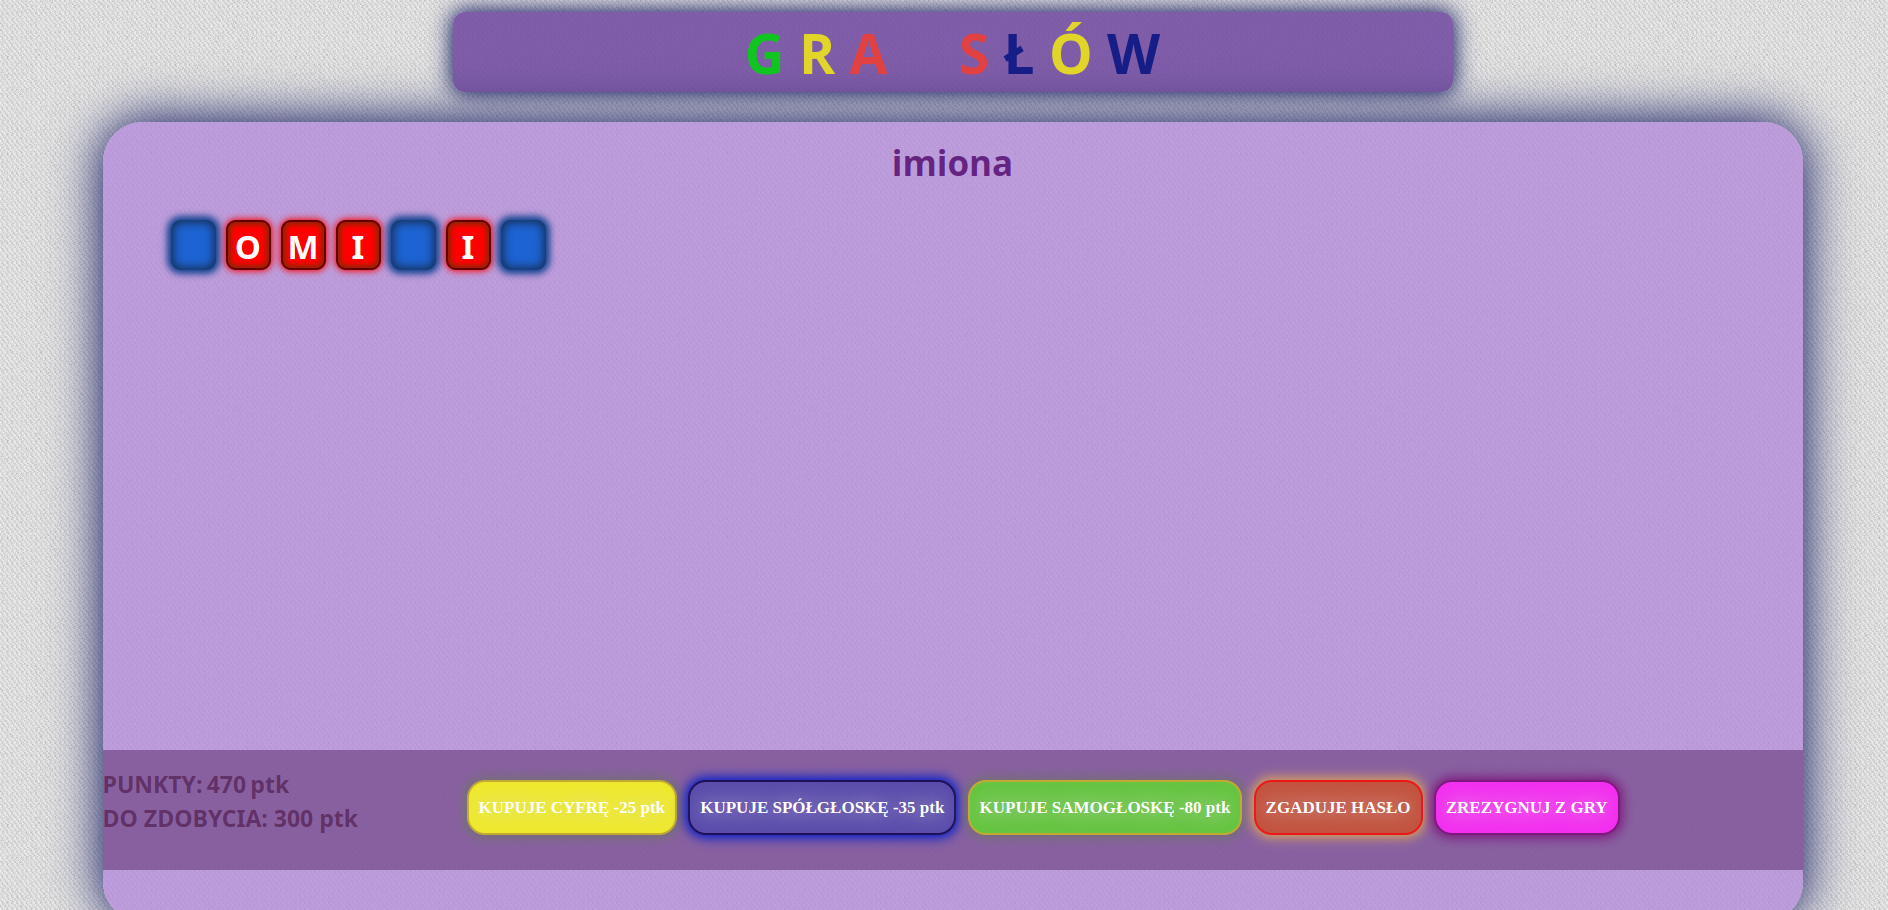 GRA SŁÓW
imiona
O M I I
PUNKTY: 470 ptk
DO ZDOBYCIA: 300 ptk
KUPUJE CYFRĘ -25 ptk KUPUJE SPÓŁGŁOSKĘ -35 ptk KUPUJE SAMOGŁOSKĘ -80 ptk ZGADUJE HASŁO ZREZYGNUJ Z GRY